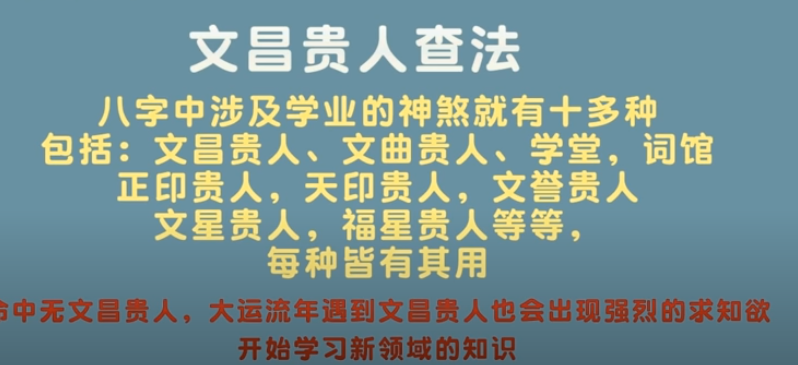 文昌贵人查法
八字中涉及学业的神煞就有十多种
包括：文昌贵人、文曲贵人、学堂，词馆
正印贵人，天印贵人，文誉贵人
文星贵人，福星贵人等等，
每种皆有其用
命中无文昌贵人，大运流年遇到文昌贵人也会出现强烈的求知欲
开始学习新领域的知识